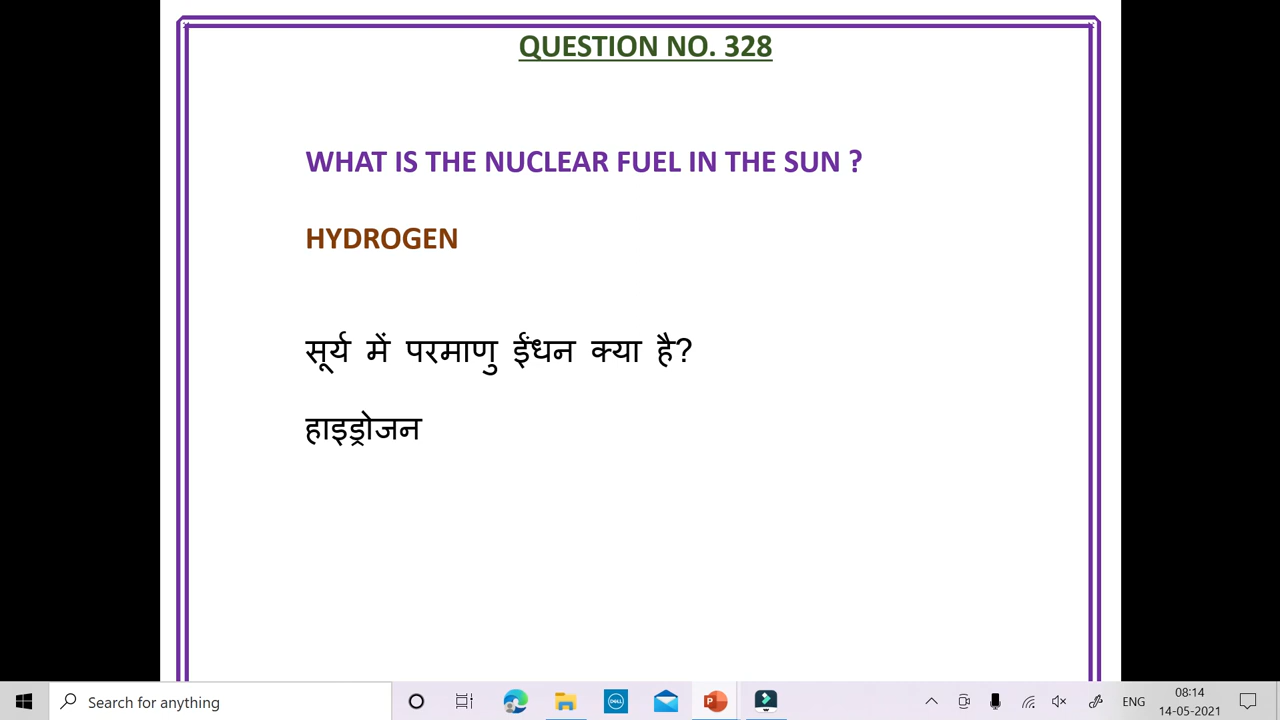 QUESTION NO. 328
WHAT IS THE NUCLEAR FUEL IN THE SUN ?
HYDROGEN
सूर्य में परमाणु ईंधन क्या है?
हाइड्रोजन
Search for anything
DELL
P
ENG
08:14
14-05-2021